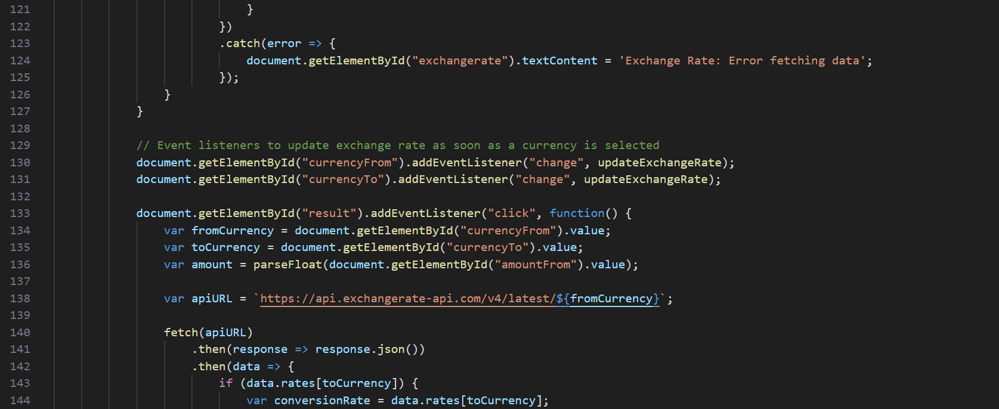 121 }
122 })
123 .catch(error => {
124 document.getElementById("exchangerate").textContent = 'Exchange Rate: Error fetching data';
125 });
126 }
127 }
128
129 // Event listeners to update exchange rate as soon as a currency is selected
130 document.getElementById("currencyFrom").addEventListener("change", updateExchangeRate);
131 document.getElementById("currencyTo").addEventListener("change", updateExchangeRate);
132
133 document.getElementById("result").addEventListener("click", function() {
134 var fromCurrency = document.getElementById("currencyFrom").value;
135 var toCurrency = document.getElementById("currencyTo").value;
136 var amount = parseFloat(document.getElementById("amountFrom").value);
137
138 var apiURL = `https://api.exchangerate-api.com/v4/latest/${fromCurrency}`;
139
140 fetch(apiURL)
141 .then(response => response.json())
142 .then(data => {
143 if (data.rates[toCurrency]) {
144 var conversionRate = data.rates[toCurrency];